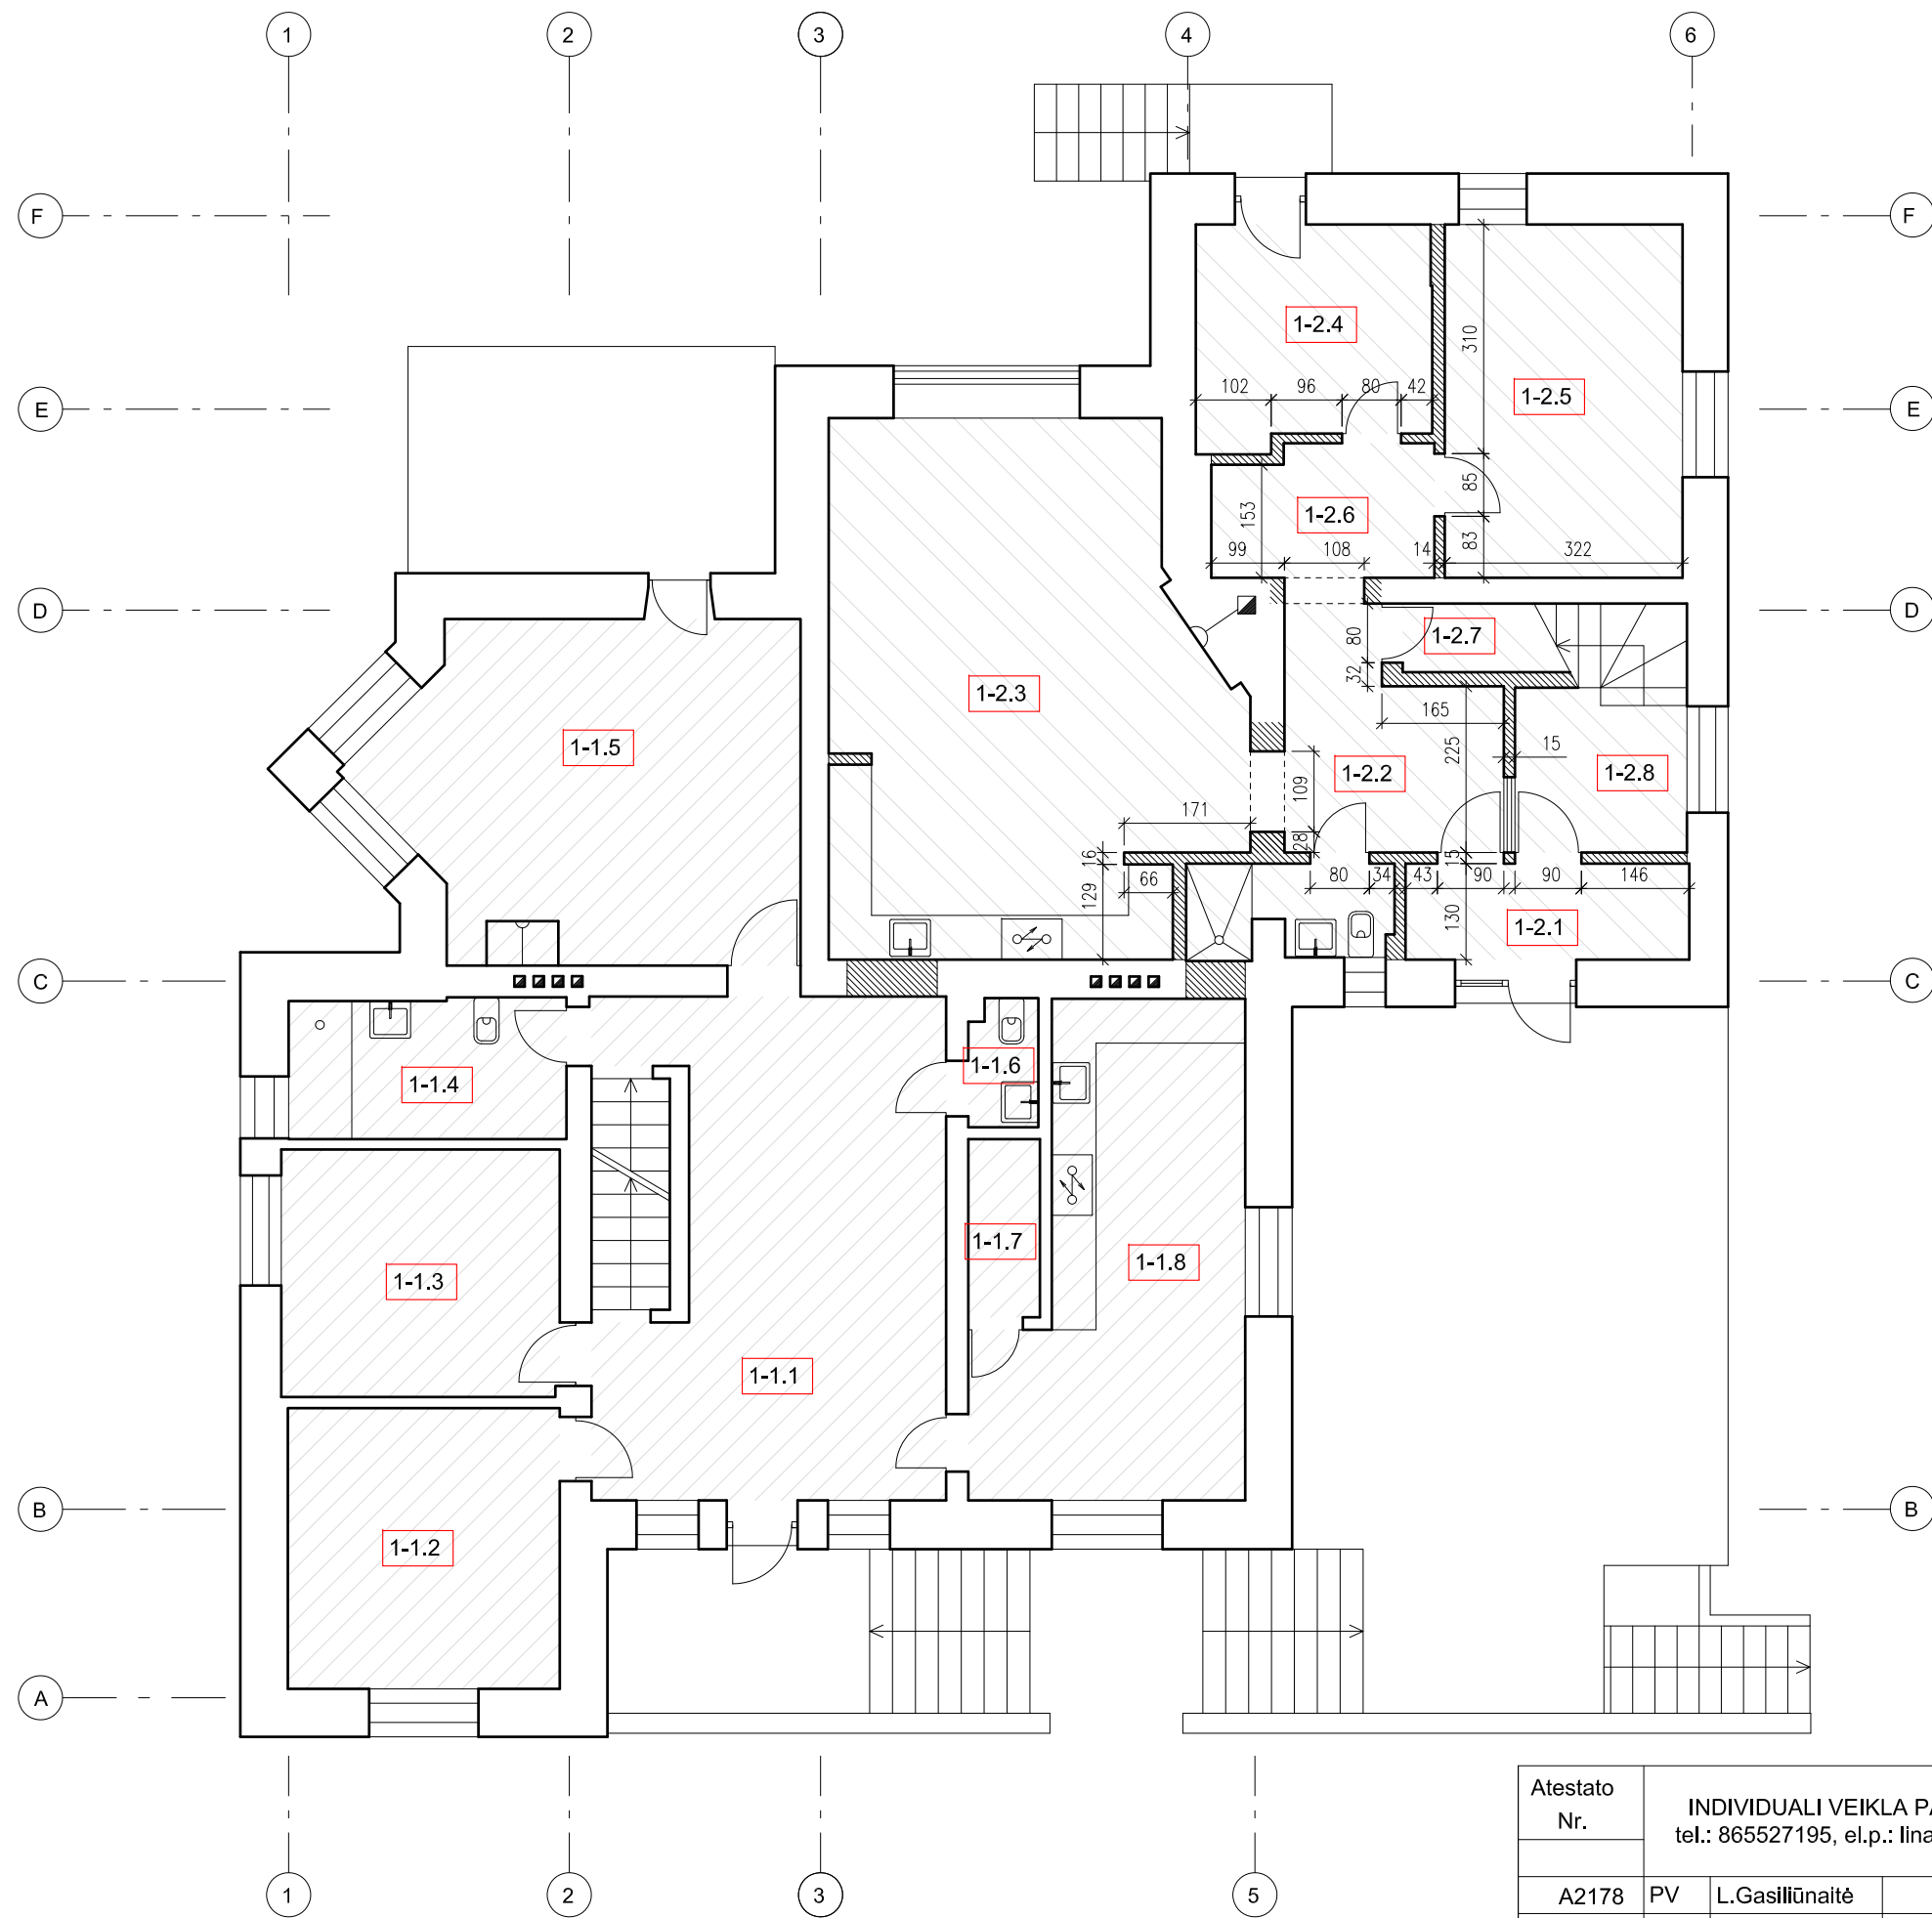 1 2 3 4 6
F F
1-2.4
310
1-2.5
102 96 80 42
E E
85
153
1-2.6
99 108 14 83 322
D D
80 1-2.7
32
1-2.3
165
1-1.5
225 15
1-2.2 1-2.8
109
171
28
16 15
129 66 80 34 43 90 90 146
130 1-2.1
C C
1-1.6
1-1.4
1-1.7
1-1.8
1-1.3
1-1.1
B B
1-1.2
A
Atestato
Nr.
INDIVIDUALI VEIKLA PA
tel.: 865527195, el.p.: lina
1 2 3 5
A2178 PV L.Gasiliūnaitė